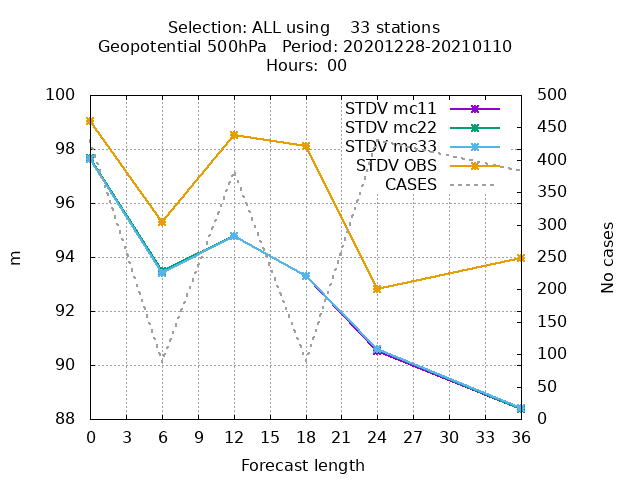 Selection: ALL using    33 stations
Geopotential 500hPa   Period: 20201228-20210110
Hours: 00
100
98
96
94
92
90
88
m
500
450
400
350
300
250
200
150
100
50
0
No cases
STDV mc11
STDV mc22
STDV mc33
STDV OBS
CASES
0 3 6 9 12 15 18 21 24 27 30 33 36
Forecast length